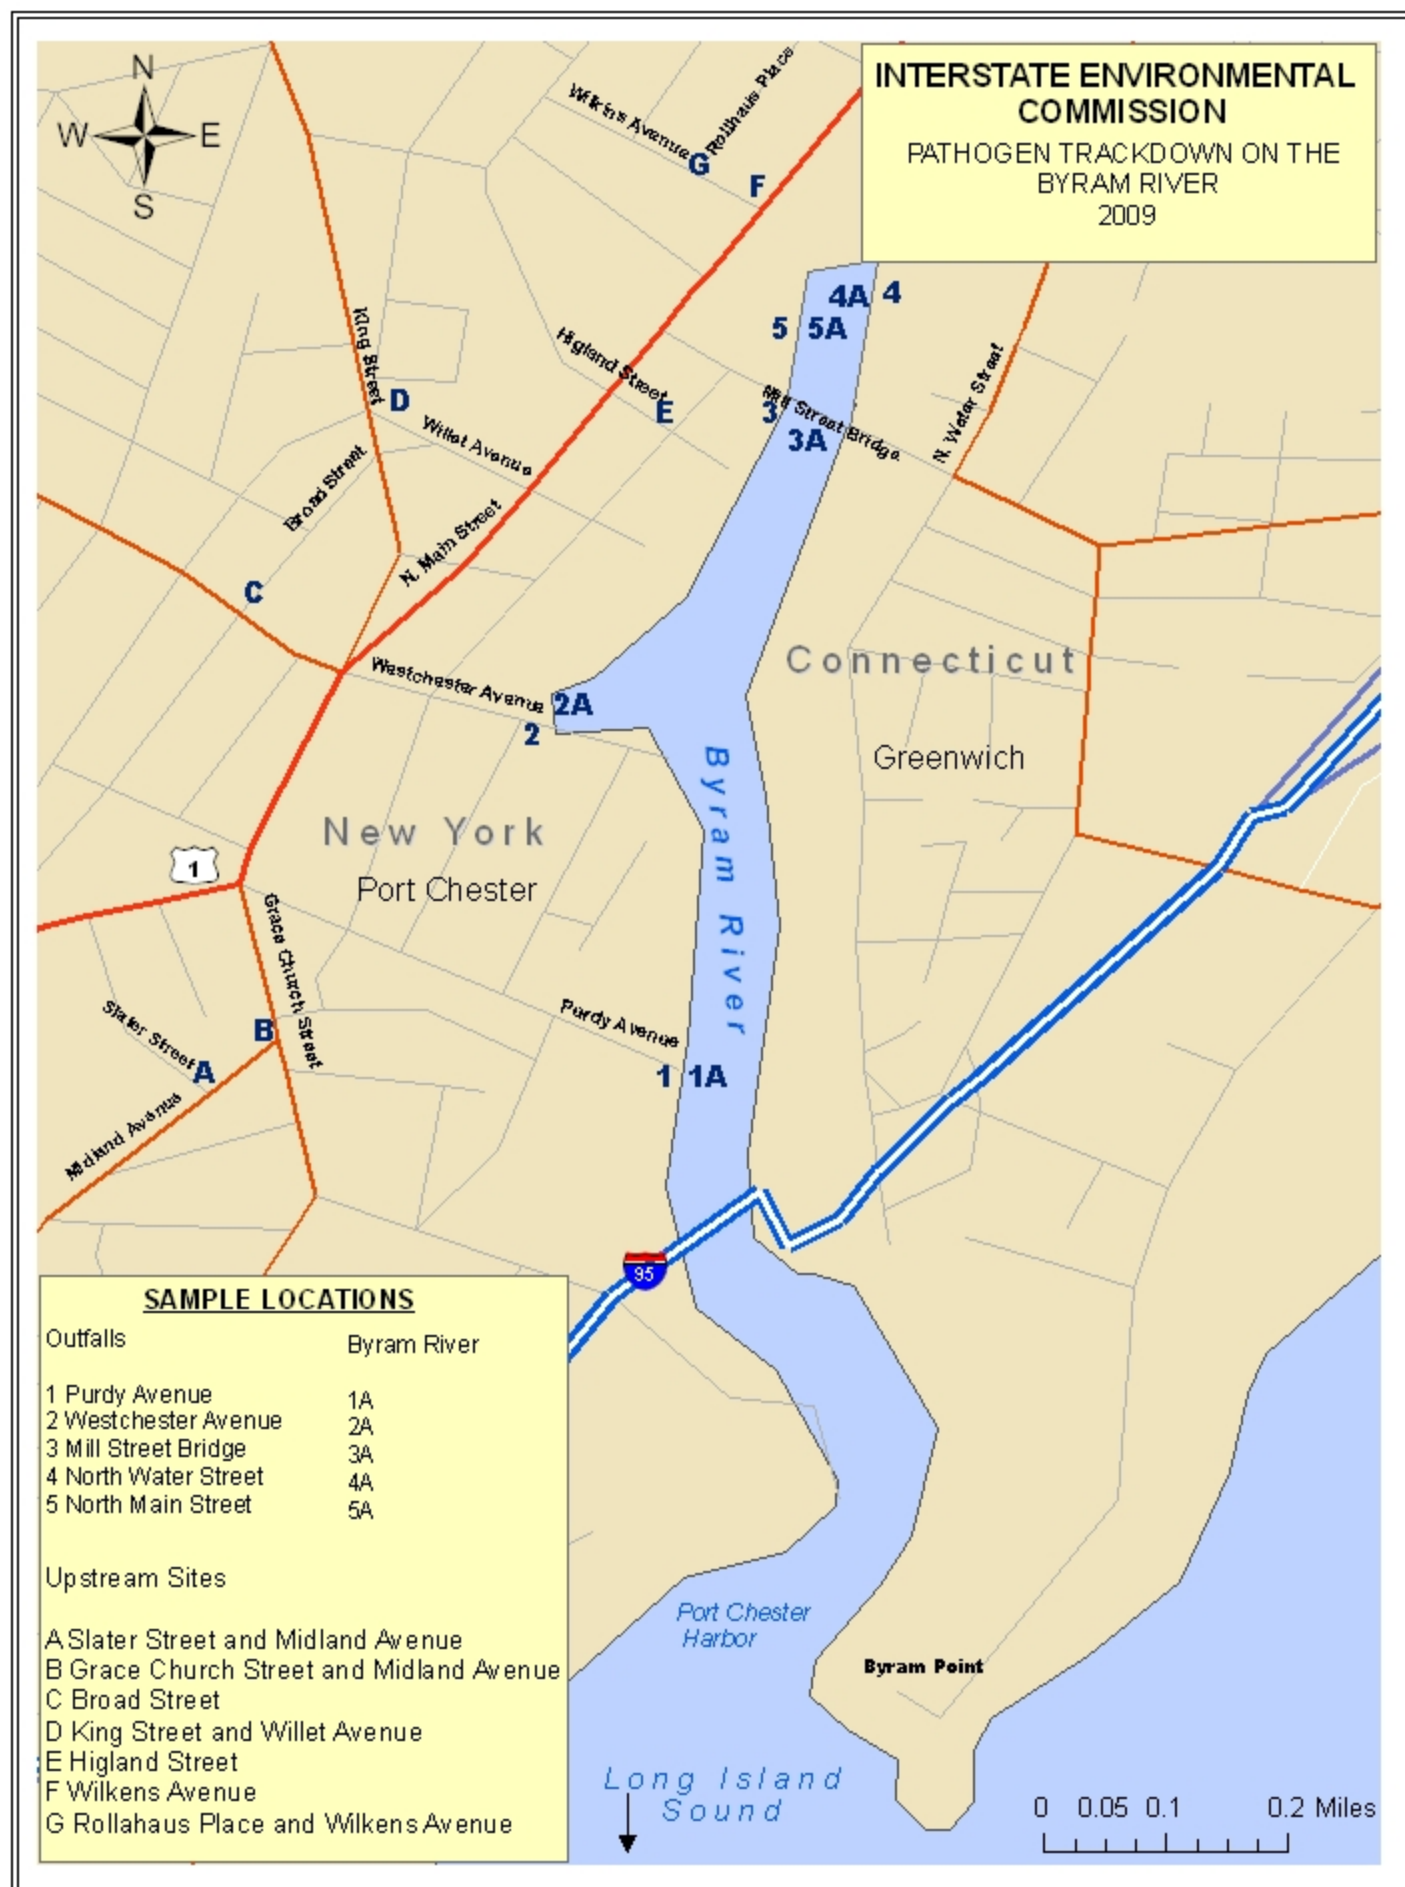 INTERSTATE ENVIRONMENTAL
COMMISSION
PATHOGEN TRACKDOWN ON THE
BYRAM RIVER
2009
N
W E
S
Wilkins Avenue
Rollhaus Place
G
F
4A 4
5 5A
King Street
Higland Street
E
D
Willet Avenue
Mill Street Bridge
3
3A
N. Water Street
Broad Street
N. Main Street
C
Connecticut
Westchester Avenue
2A
2
Greenwich
Byram River
New York
Port Chester
1
Grace Church Street
Slater Street
B
A
Midland Avenue
Purdy Avenue
1 1A
95
SAMPLE LOCATIONS
Outfalls Byram River
1 Purdy Avenue 1A
2 Westchester Avenue 2A
3 Mill Street Bridge 3A
4 North Water Street 4A
5 North Main Street 5A
Upstream Sites
A Slater Street and Midland Avenue
B Grace Church Street and Midland Avenue
C Broad Street
D King Street and Willet Avenue
E Higland Street
F Wilkens Avenue
G Rollahaus Place and Wilkens Avenue
Port Chester
Harbor
Byram Point
Long Island
Sound
0 0.05 0.1 0.2 Miles